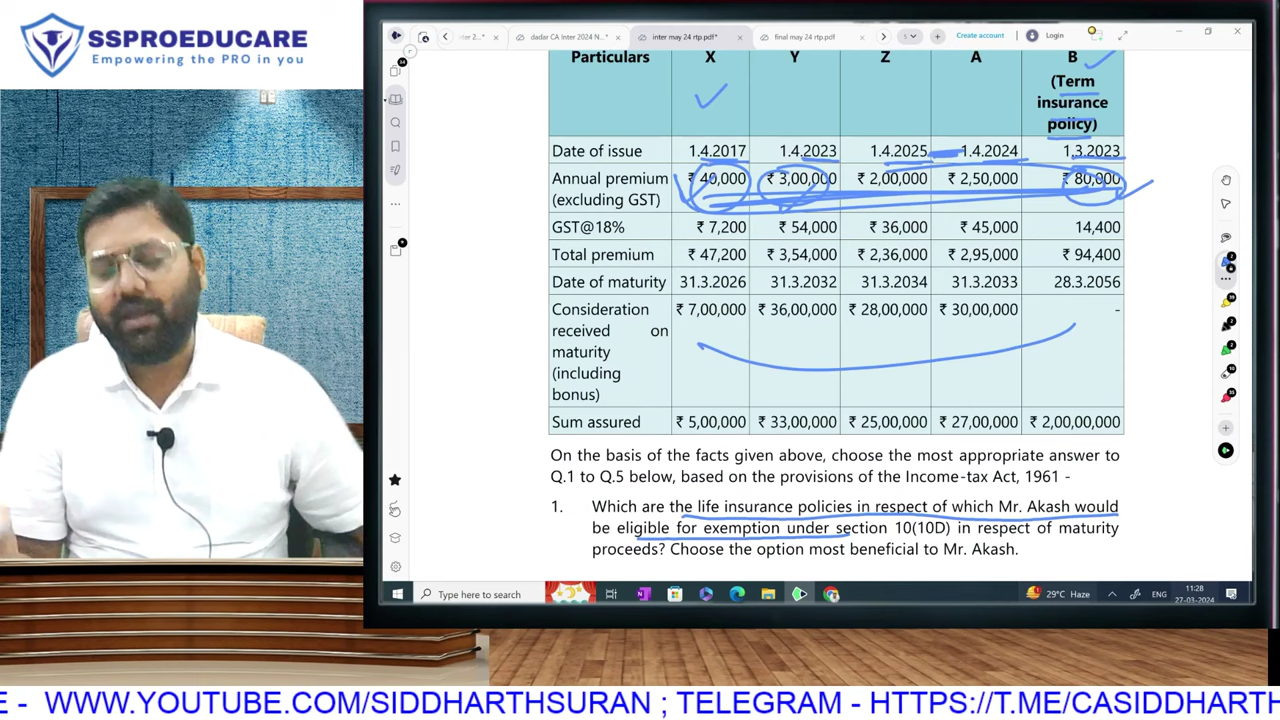 SSPROEDUCARE
Empowering the PRO in you
inter may 24 rtp.pdf*
dadar CA Inter 2024 N...*
final may 24 rtp.pdf
Create account
Login
Particulars X Y Z A B
(Term
insurance
policy)
Date of issue 1.4.2017 1.4.2023 1.4.2025 1.4.2024 1.3.2023
Annual premium ₹ 40,000 ₹ 3,00,000 ₹ 2,00,000 ₹ 2,50,000 ₹ 80,000
(excluding GST)
GST@18% ₹ 7,200 ₹ 54,000 ₹ 36,000 ₹ 45,000 14,400
Total premium ₹ 47,200 ₹ 3,54,000 ₹ 2,36,000 ₹ 2,95,000 ₹ 94,400
Date of maturity 31.3.2026 31.3.2032 31.3.2034 31.3.2033 28.3.2056
Consideration ₹ 7,00,000 ₹ 36,00,000 ₹ 28,00,000 ₹ 30,00,000 -
received on
maturity
(including
bonus)
Sum assured ₹ 5,00,000 ₹ 33,00,000 ₹ 25,00,000 ₹ 27,00,000 ₹ 2,00,00,000
On the basis of the facts given above, choose the most appropriate answer to
Q.1 to Q.5 below, based on the provisions of the Income-tax Act, 1961 -
1. Which are the life insurance policies in respect of which Mr. Akash would
be eligible for exemption under section 10(10D) in respect of maturity
proceeds? Choose the option most beneficial to Mr. Akash.
Type here to search
29°C Haze
ENG
11:28
27-03-2024
E - WWW.YOUTUBE.COM/SIDDHARTHSURAN ; TELEGRAM - HTTPS://T.ME/CASIDDHARTH